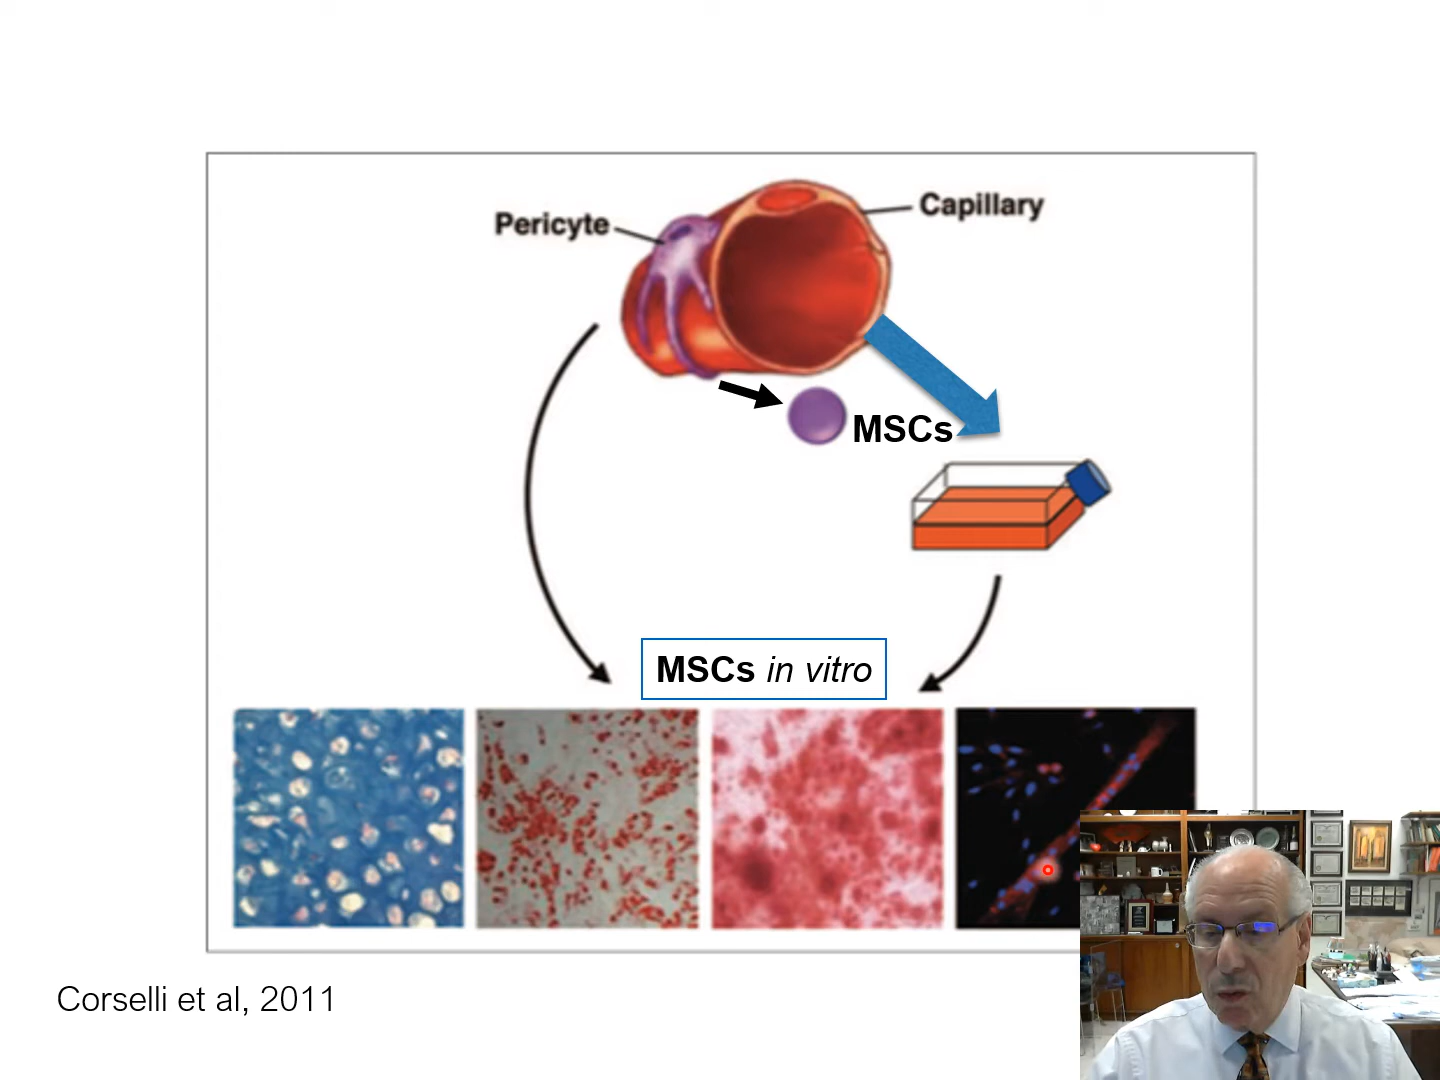 Pericyte
Capillary
MSCs
MSCs in vitro
Corselli et al, 2011